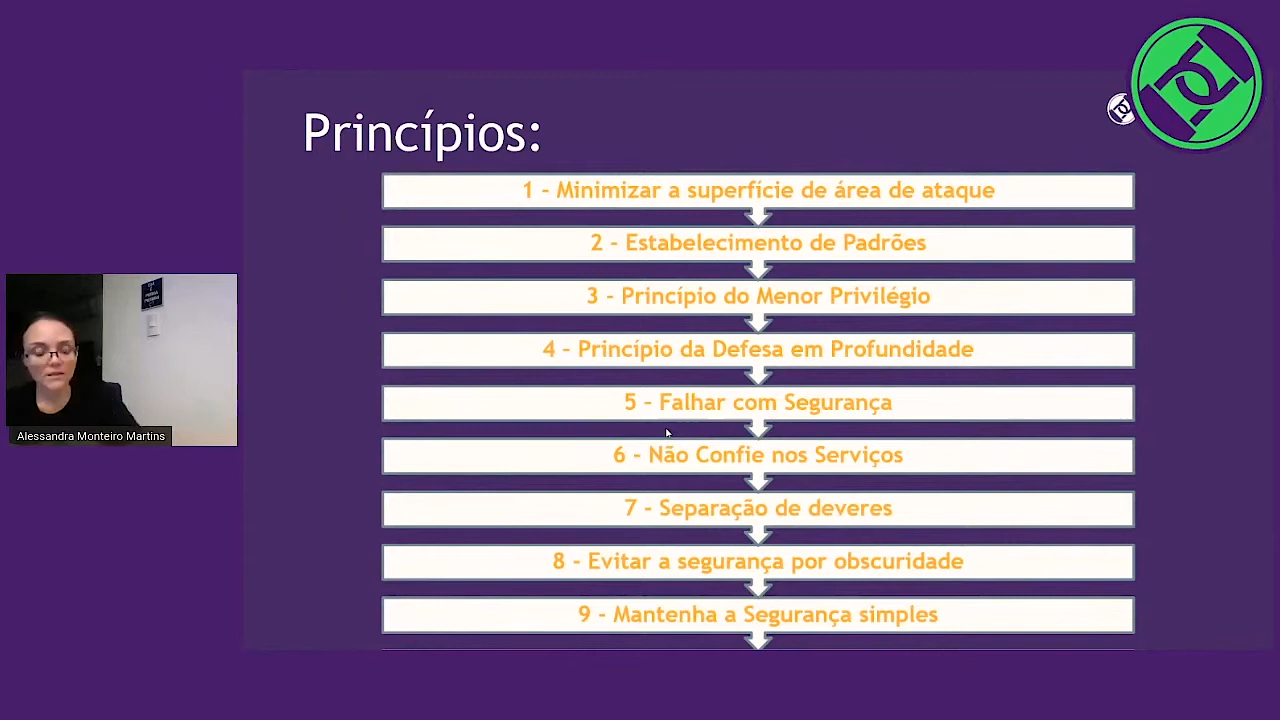 Princípios:
1 - Minimizar a superfície de área de ataque
2 - Estabelecimento de Padrões
3 - Princípio do Menor Privilégio
4 - Princípio da Defesa em Profundidade
5 - Falhar com Segurança
6 - Não Confie nos Serviços
7 - Separação de deveres
8 - Evitar a segurança por obscuridade
9 - Mantenha a Segurança simples
Alessandra Monteiro Martins